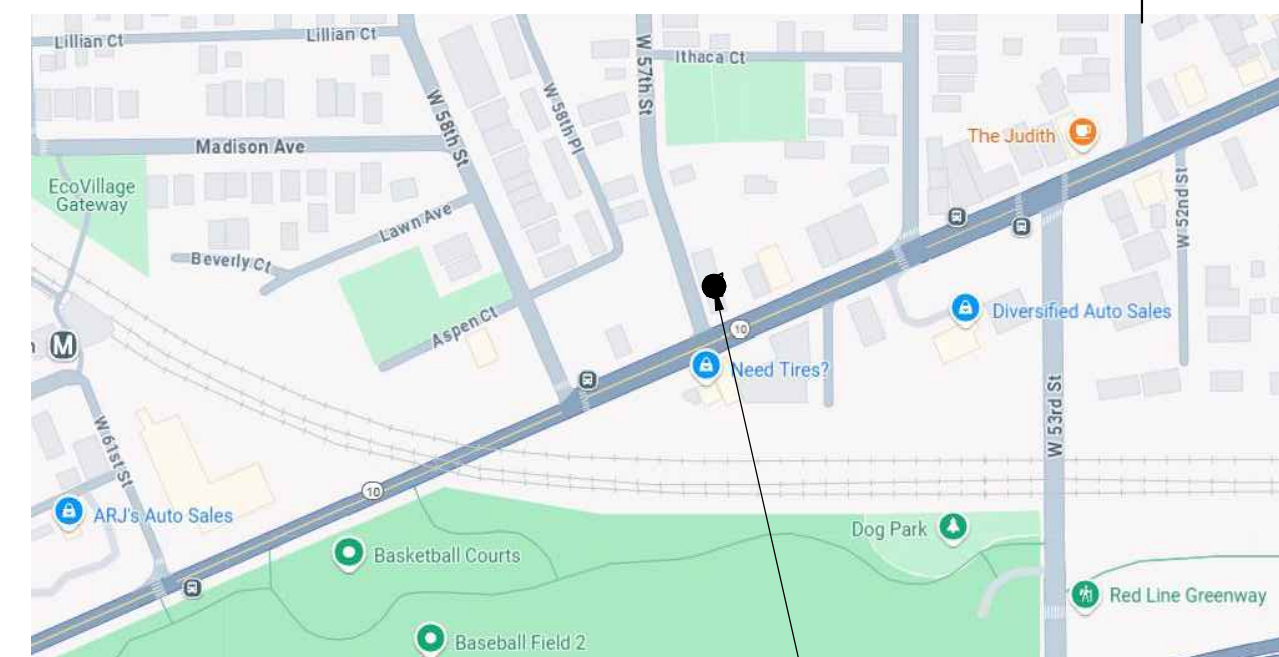 Lillian Ct
Lillian Ct
W 57th St
Ithaca Ct
W 58th St
W 58th Pl
The Judith
Madison Ave
EcoVillage
Gateway
W 52nd St
Lawn Ave
Beverly Ct
Aspen Ct
Diversified Auto Sales
M
10
Need Tires?
W 53rd St
W 61st St
10
ARJ's Auto Sales
Dog Park
Basketball Courts
Red Line Greenway
Baseball Field 2